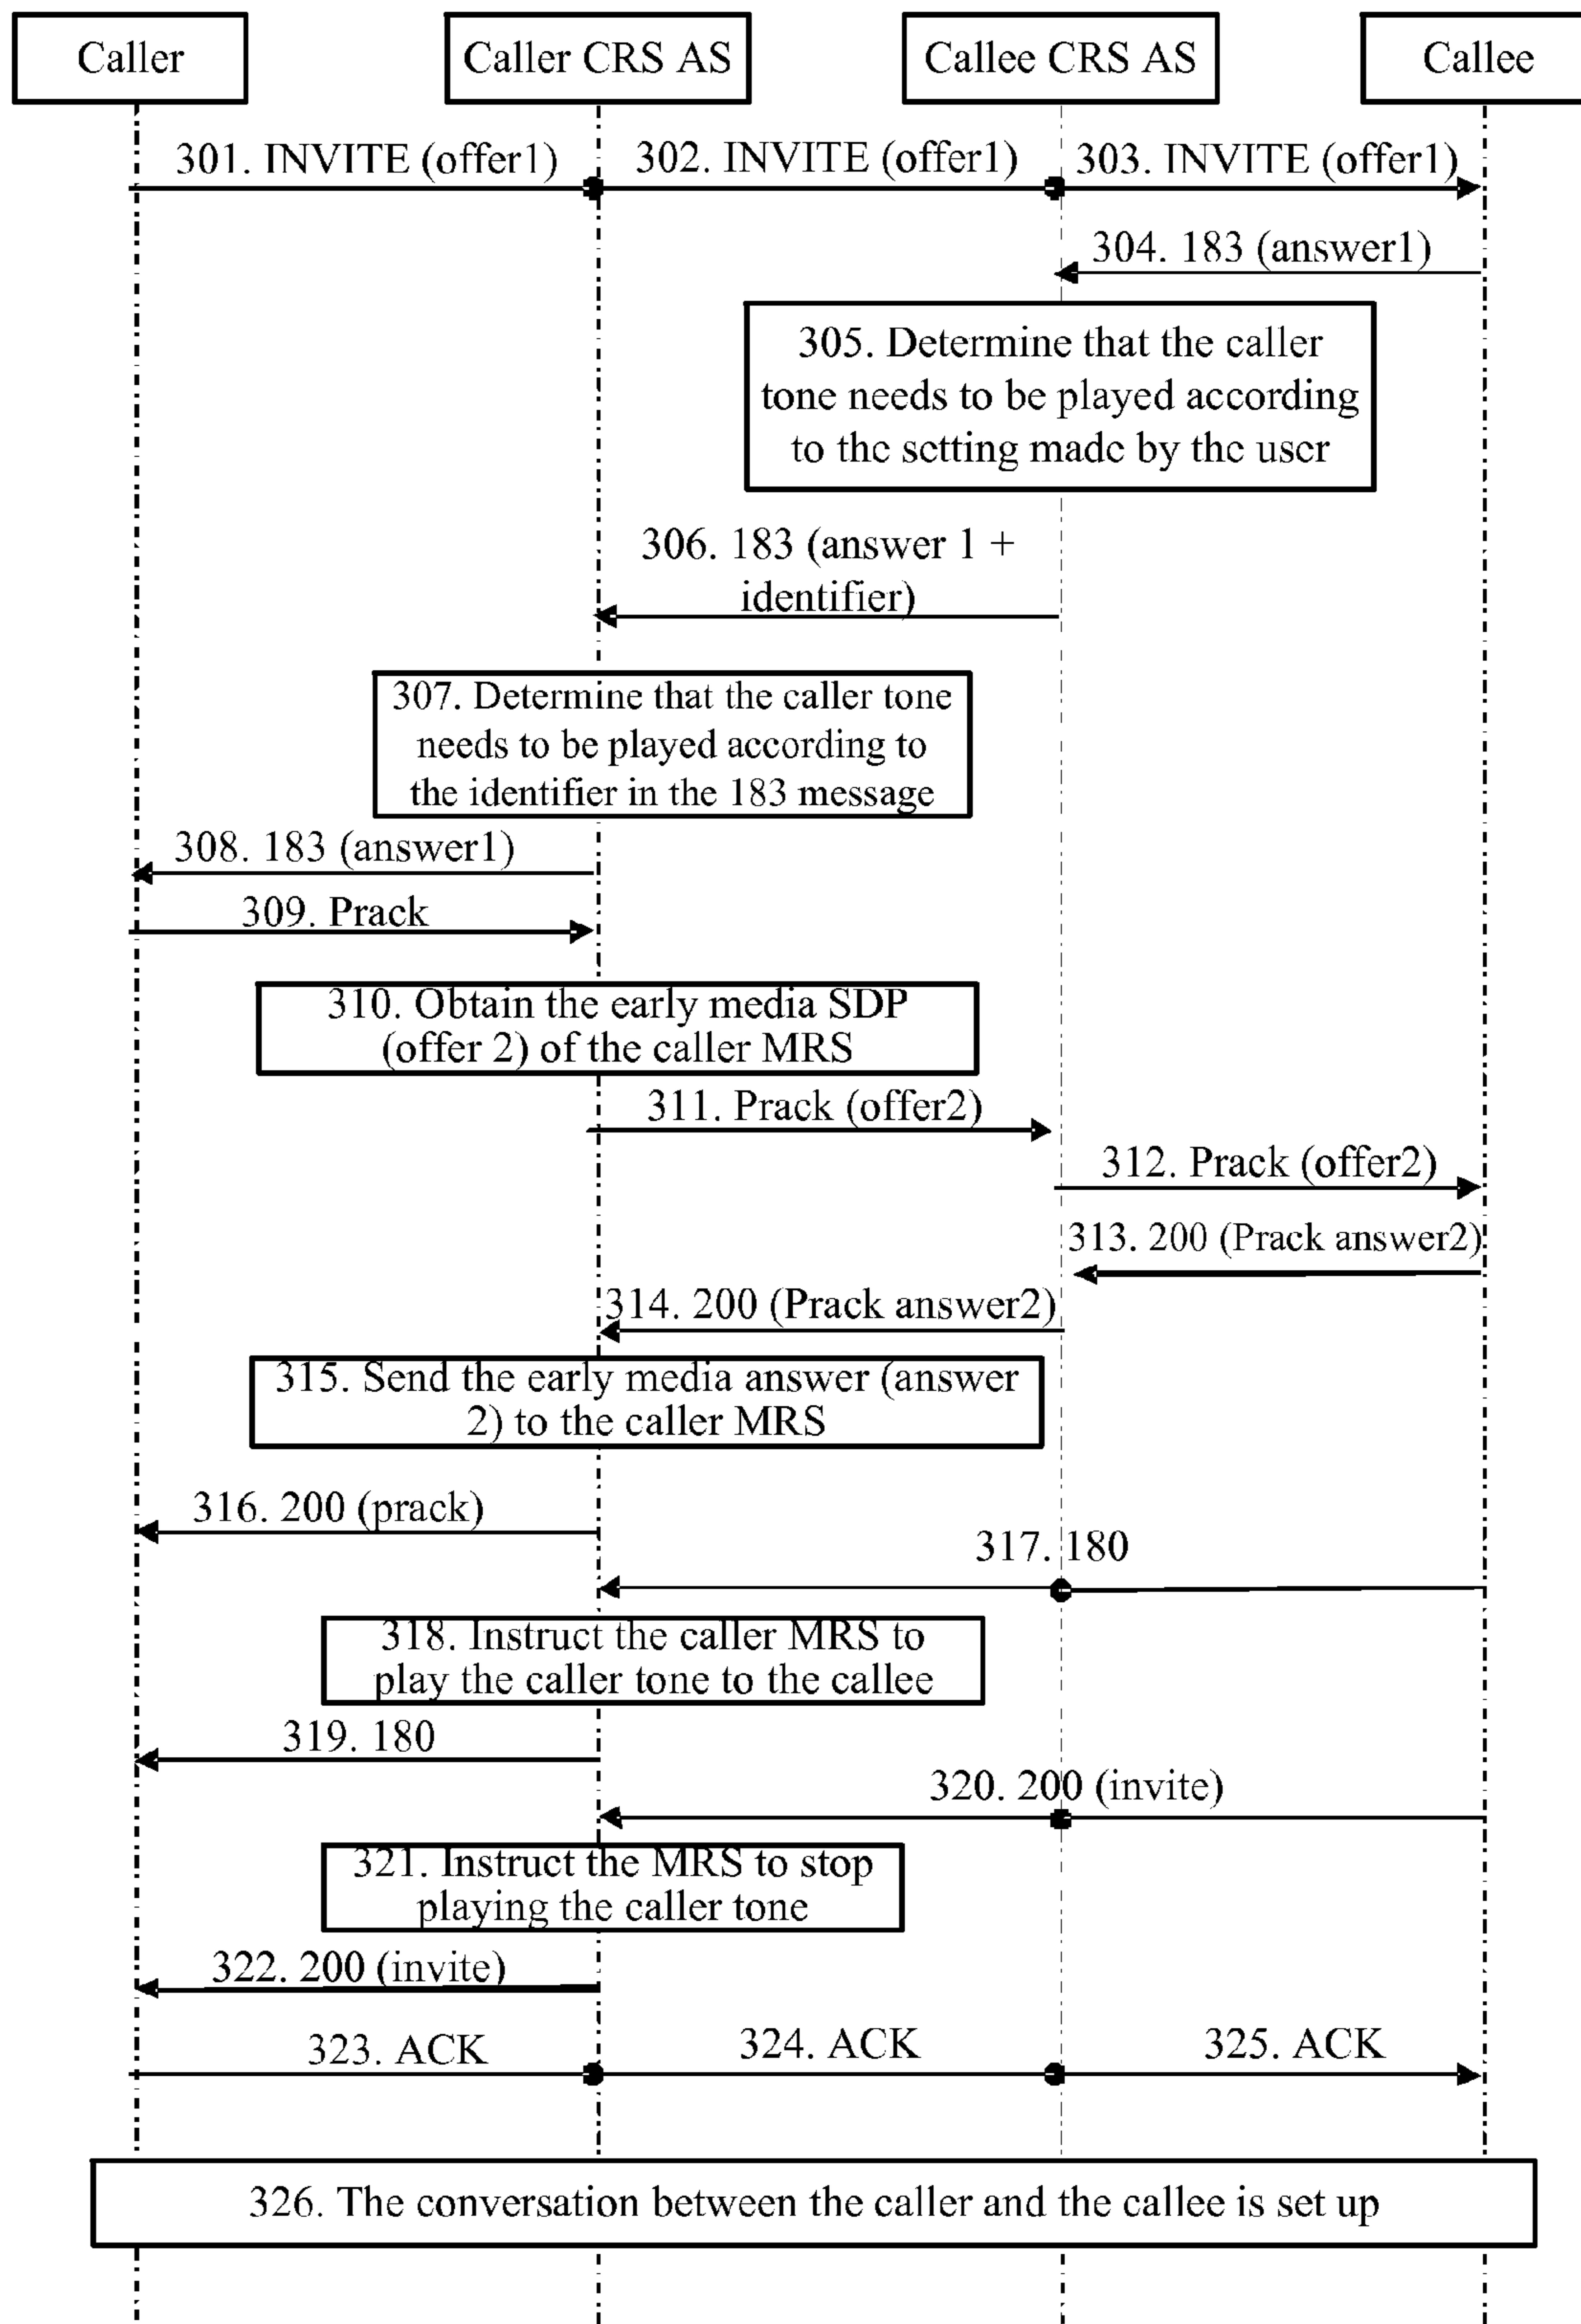 Caller
Caller CRS AS
Callee CRS AS
Callee
301. INVITE (offer1)
302. INVITE (offer1)
303. INVITE (offer1)
304. 183 (answer1)
305. Determine that the caller
tone needs to be played according
to the setting made by the user
306. 183 (answer 1 +
identifier)
307. Determine that the caller tone
needs to be played according to
the identifier in the 183 message
308. 183 (answer1)
309. Prack
310. Obtain the early media SDP
(offer 2) of the caller MRS
311. Prack (offer2)
312. Prack (offer2)
313. 200 (Prack answer2)
314. 200 (Prack answer2)
315. Send the early media answer (answer
2) to the caller MRS
316. 200 (prack)
317. 180
318. Instruct the caller MRS to
play the caller tone to the callee
319. 180
320. 200 (invite)
321. Instruct the MRS to stop
playing the caller tone
322. 200 (invite)
323. ACK
324. ACK
325. ACK
326. The conversation between the caller and the callee is set up